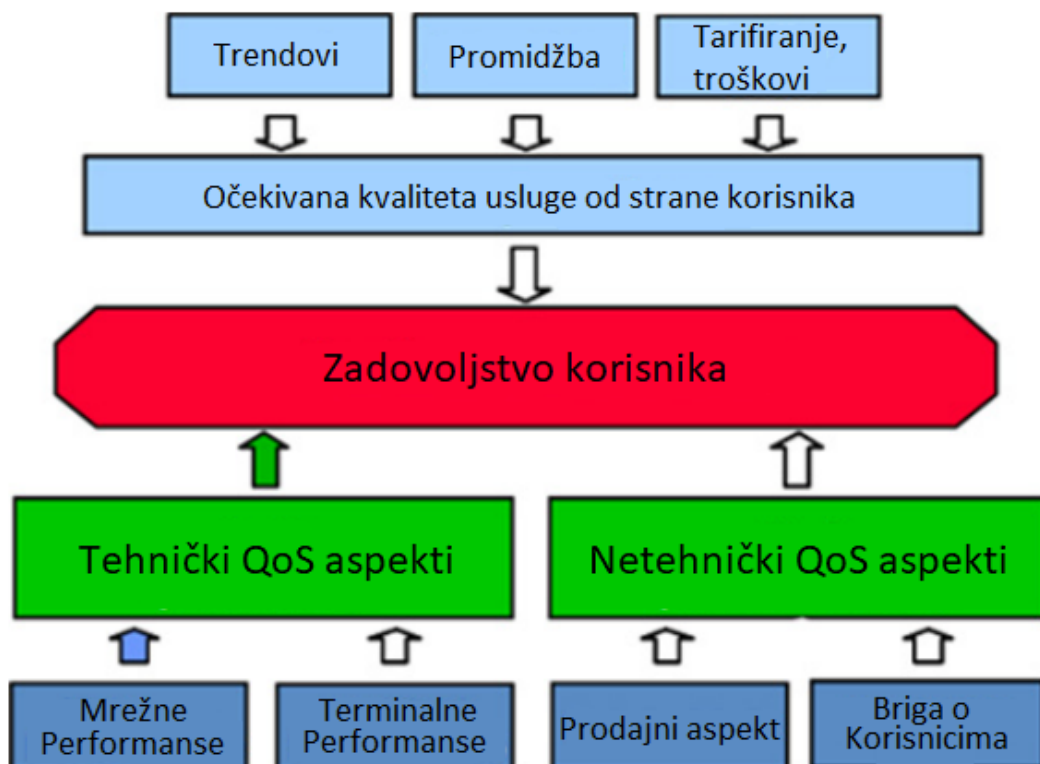 Trendovi
Promidžba
Tarifiranje,
troškovi
Očekivana kvaliteta usluge od strane korisnika
Zadovoljstvo korisnika
Tehnički QoS aspekti
Netehnički QoS aspekti
Mrežne
Performanse
Terminalne
Performanse
Prodajni aspekt
Briga o
Korisnicima